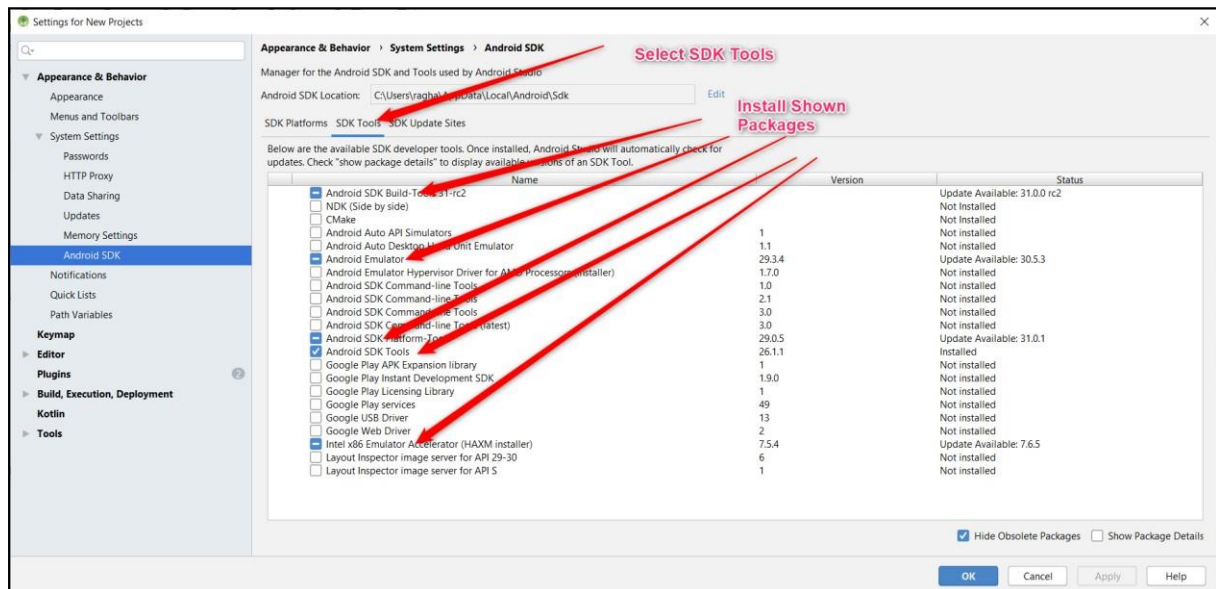 Settings for New Projects
Appearance & Behavior
Appearance
Menus and Toolbars
System Settings
Passwords
HTTP Proxy
Data Sharing
Updates
Memory Settings
Android SDK
Notifications
Quick Lists
Path Variables
Keymap
Editor
Plugins 2
Build, Execution, Deployment
Kotlin
Tools
Appearance & Behavior › System Settings › Android SDK
Select SDK Tools
Manager for the Android SDK and Tools used by Android Studio
Android SDK Location: C:\Users\ragha\AppData\Local\Android\Sdk Edit
Install Shown
Packages
SDK Platforms SDK Tools SDK Update Sites
Below are the available SDK developer tools. Once installed, Android Studio will automatically check for
updates. Check "show package details" to display available versions of an SDK Tool.
Name Version Status
Android SDK Build-Tools 31-rc2 Update Available: 31.0.0 rc2
NDK (Side by side) Not Installed
CMake Not Installed
Android Auto API Simulators 1 Not installed
Android Auto Desktop Head Unit Emulator 1.1 Not installed
Android Emulator 29.3.4 Update Available: 30.5.3
Android Emulator Hypervisor Driver for AMD Processors (installer) 1.7.0 Not installed
Android SDK Command-line Tools 1.0 Not installed
Android SDK Command-line Tools 2.1 Not installed
Android SDK Command-line Tools 3.0 Not installed
Android SDK Command-line Tools (latest) 3.0 Not installed
Android SDK Platform-Tools 29.0.5 Update Available: 31.0.1
Android SDK Tools 26.1.1 Installed
Google Play APK Expansion library 1 Not installed
Google Play Instant Development SDK 1.9.0 Not installed
Google Play Licensing Library 1 Not installed
Google Play services 49 Not installed
Google USB Driver 13 Not installed
Google Web Driver 2 Not installed
Intel x86 Emulator Accelerator (HAXM installer) 7.5.4 Update Available: 7.6.5
Layout Inspector image server for API 29-30 6 Not installed
Layout Inspector image server for API S 1 Not installed
Hide Obsolete Packages Show Package Details
OK Cancel Apply Help